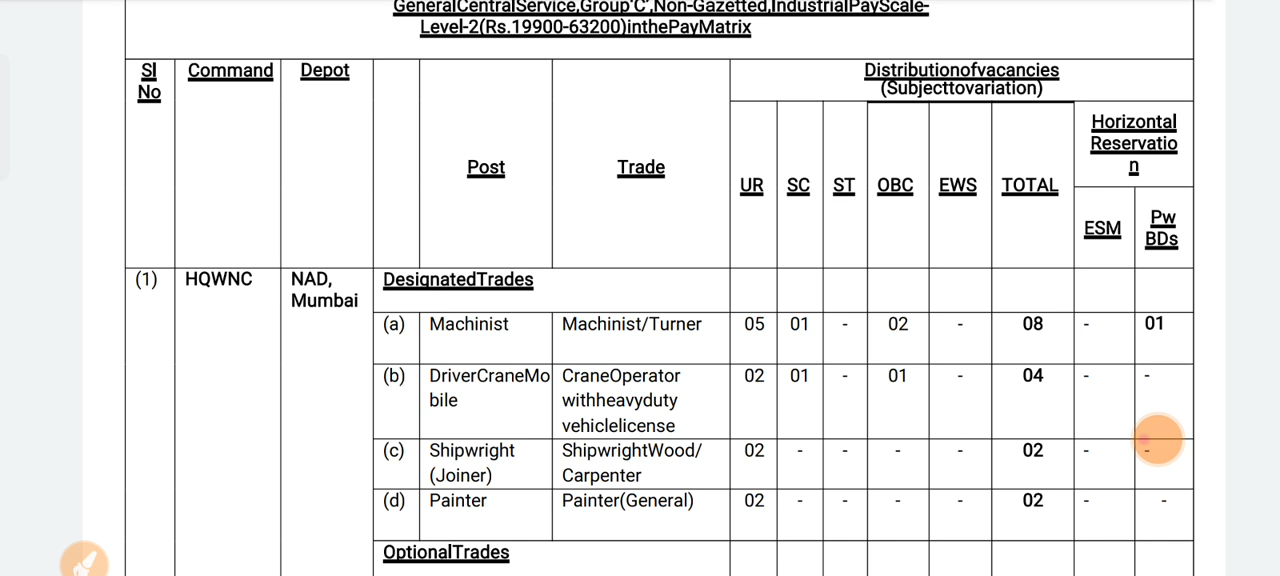 GeneralCentralService,Group'C',Non-Gazetted,IndustrialPayScale-
Level-2(Rs.19900-63200)inthePayMatrix
Sl No Command Depot Post Trade Distributionofvacancies
(Subjecttovariation)
UR SC ST OBC EWS TOTAL Horizontal
Reservatio
n
ESM Pw
BDs
(1) HQWNC NAD,
Mumbai DesignatedTrades
(a) Machinist Machinist/Turner 05 01 - 02 - 08 - 01
(b) DriverCraneMo
bile CraneOperator
withheavyduty
vehiclelicense 02 01 - 01 - 04 - -
(c) Shipwright
(Joiner) ShipwrightWood/
Carpenter 02 - - - - 02 - -
(d) Painter Painter(General) 02 - - - - 02 - -
OptionalTrades